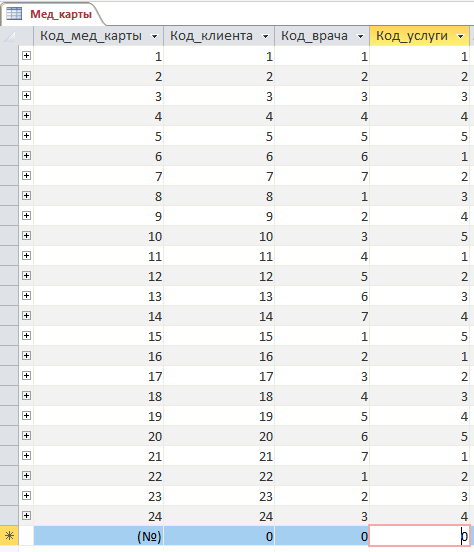 Мед_карты
Код_мед_карты Код_клиента Код_врача Код_услуги
1 1 1 1
2 2 2 2
3 3 3 3
4 4 4 4
5 5 5 5
6 6 6 1
7 7 7 2
8 8 1 3
9 9 2 4
10 10 3 5
11 11 4 1
12 12 5 2
13 13 6 3
14 14 7 4
15 15 1 5
16 16 2 1
17 17 3 2
18 18 4 3
19 19 5 4
20 20 6 5
21 21 7 1
22 22 1 2
23 23 2 3
24 24 3 4
(№) 0 0 0